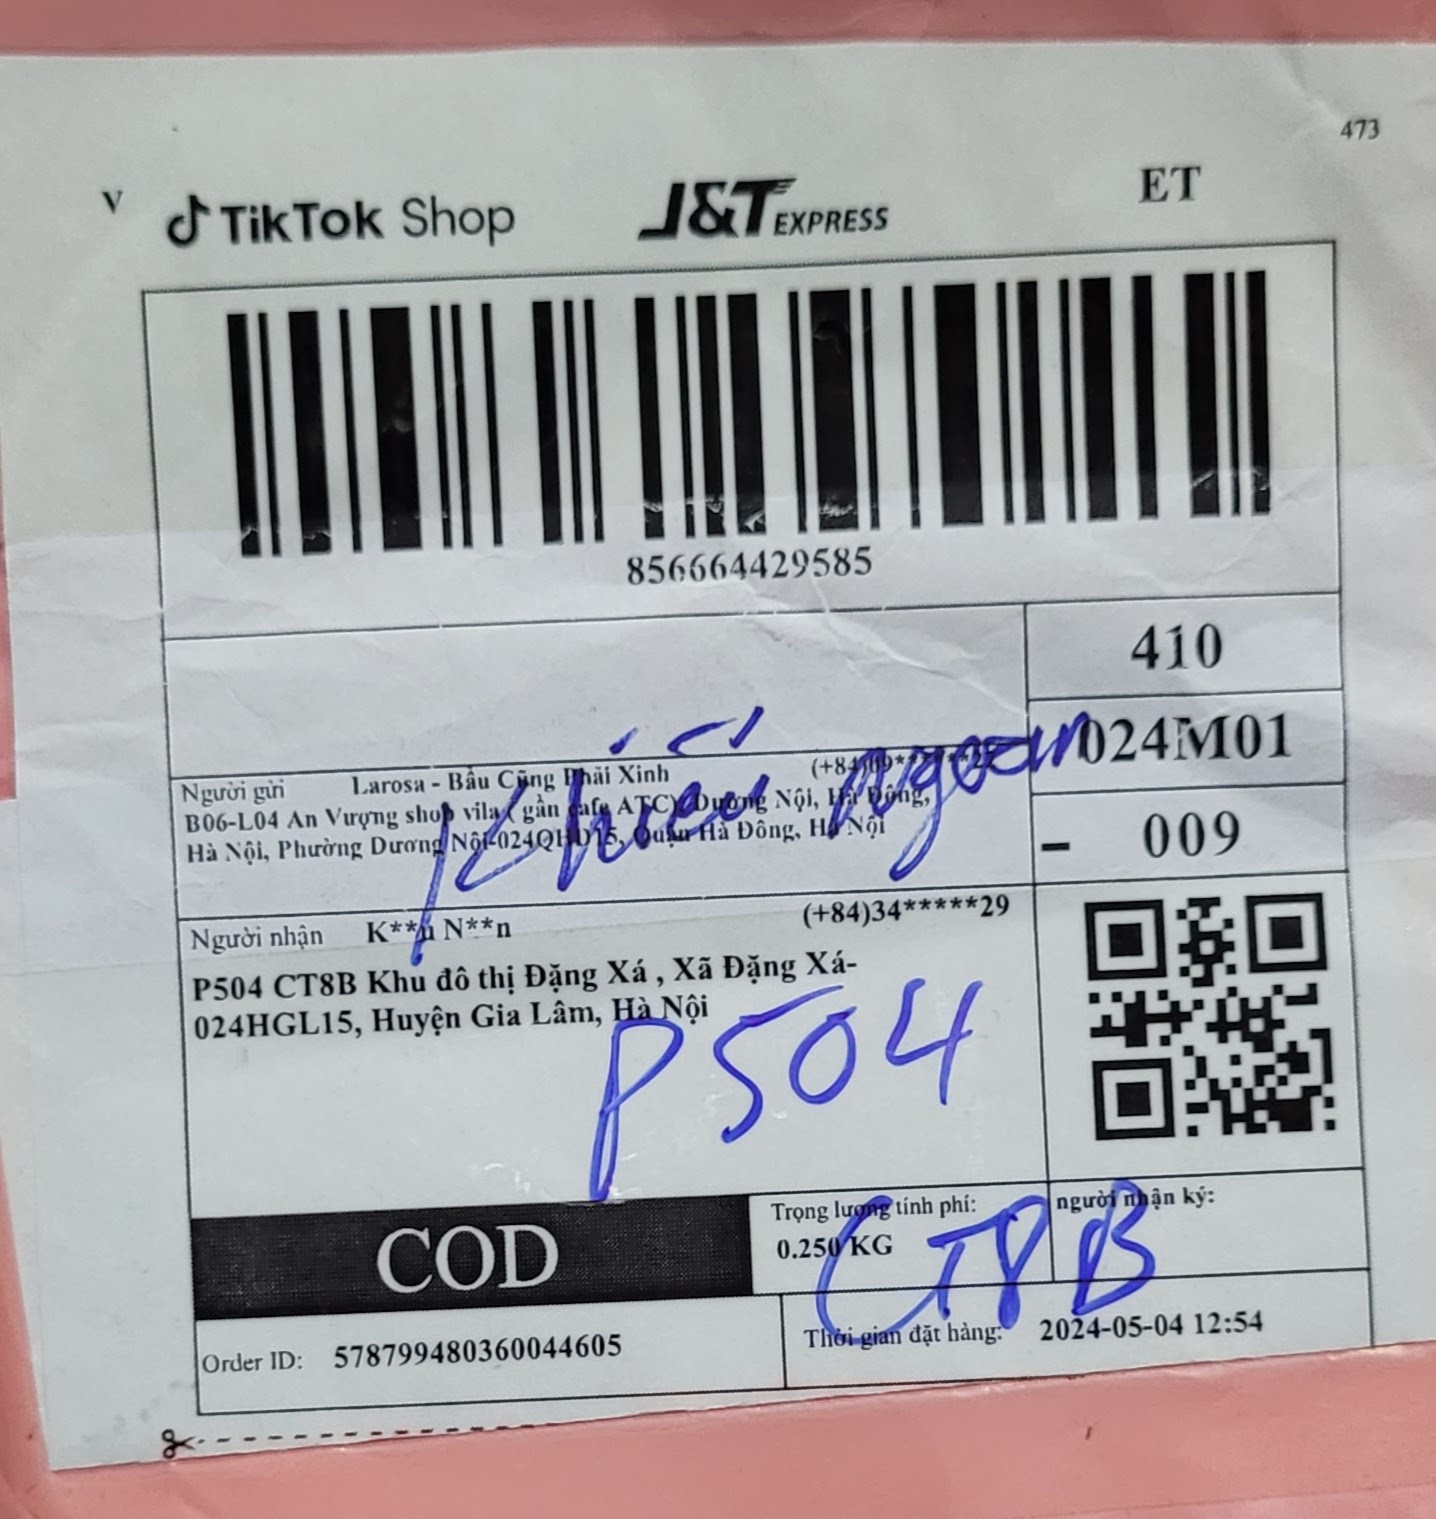 473
V TikTok Shop J&T EXPRESS ET
856664429585
410
024M01
- 009
Người gửi Larosa - Bầu Cũng Phải Xinh (+84)09*****22
B06-L04 An Vượng shop vila ( gần cafe ATC), Dương Nội, Hà Đông,
Hà Nội, Phường Dương Nội-024QHD15, Quận Hà Đông, Hà Nội
Khiếu Ngoan
Người nhận K**u N**n (+84)34*****29
P504 CT8B Khu đô thị Đặng Xá , Xã Đặng Xá-
024HGL15, Huyện Gia Lâm, Hà Nội
P504
CT8B
COD
Trọng lượng tính phí:
0.250 KG
người nhận ký:
Order ID: 578799480360044605
Thời gian đặt hàng: 2024-05-04 12:54